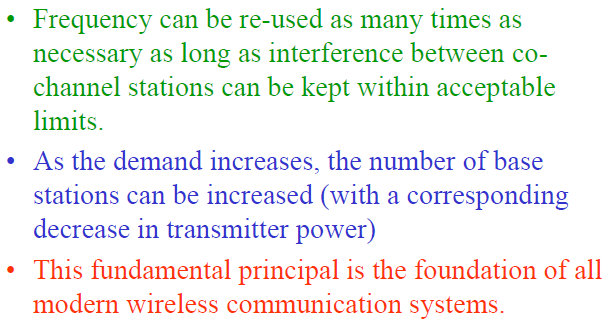 • Frequency can be re-used as many times as
necessary as long as interference between co-
channel stations can be kept within acceptable
limits.
• As the demand increases, the number of base
stations can be increased (with a corresponding
decrease in transmitter power)
• This fundamental principal is the foundation of all
modern wireless communication systems.